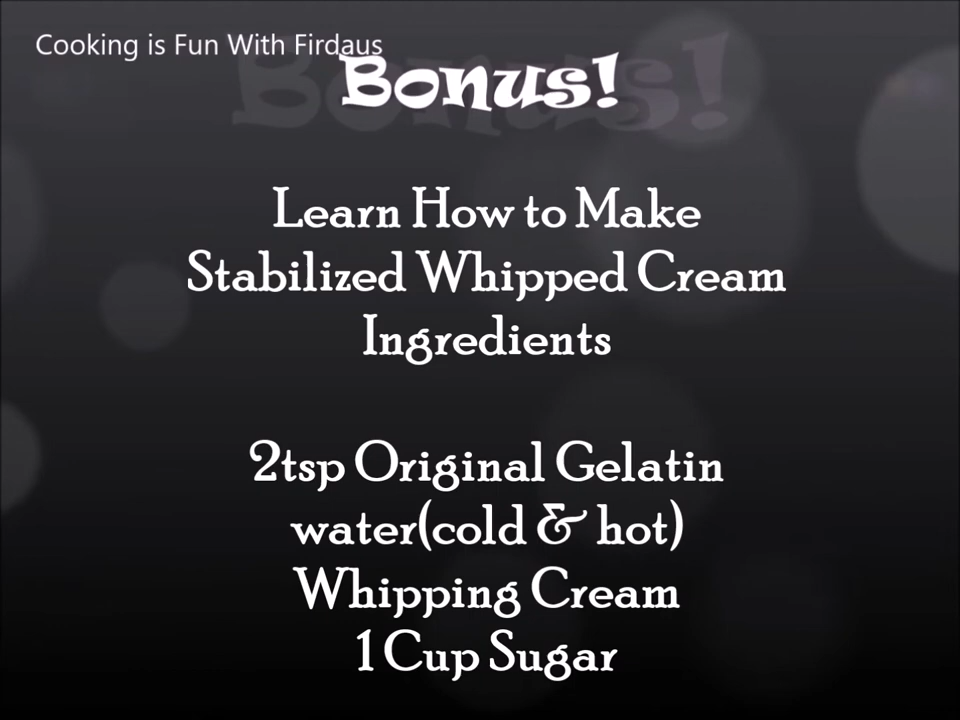 Cooking is Fun With Firdaus
Bonus!
Learn How to Make
Stabilized Whipped Cream
Ingredients
2tsp Original Gelatin
water(cold & hot)
Whipping Cream
1 Cup Sugar